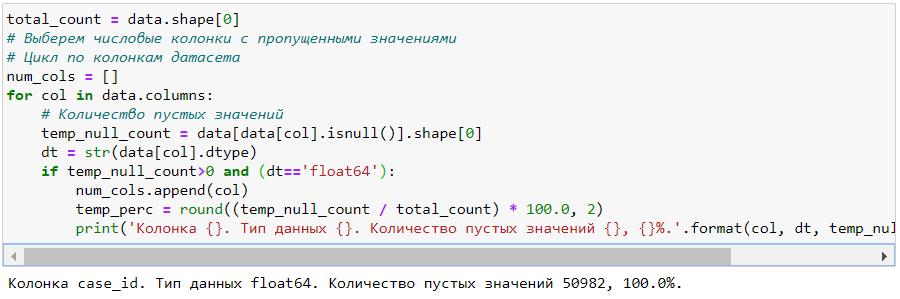 total_count = data.shape[0]
# Выберем числовые колонки с пропущенными значениями
# Цикл по колонкам датасета
num_cols = []
for col in data.columns:
    # Количество пустых значений
    temp_null_count = data[data[col].isnull()].shape[0]
    dt = str(data[col].dtype)
    if temp_null_count>0 and (dt=='float64'):
        num_cols.append(col)
        temp_perc = round((temp_null_count / total_count) * 100.0, 2)
        print('Колонка {}. Тип данных {}. Количество пустых значений {}, {}%.'.format(col, dt, temp_nul
Колонка case_id. Тип данных float64. Количество пустых значений 50982, 100.0%.